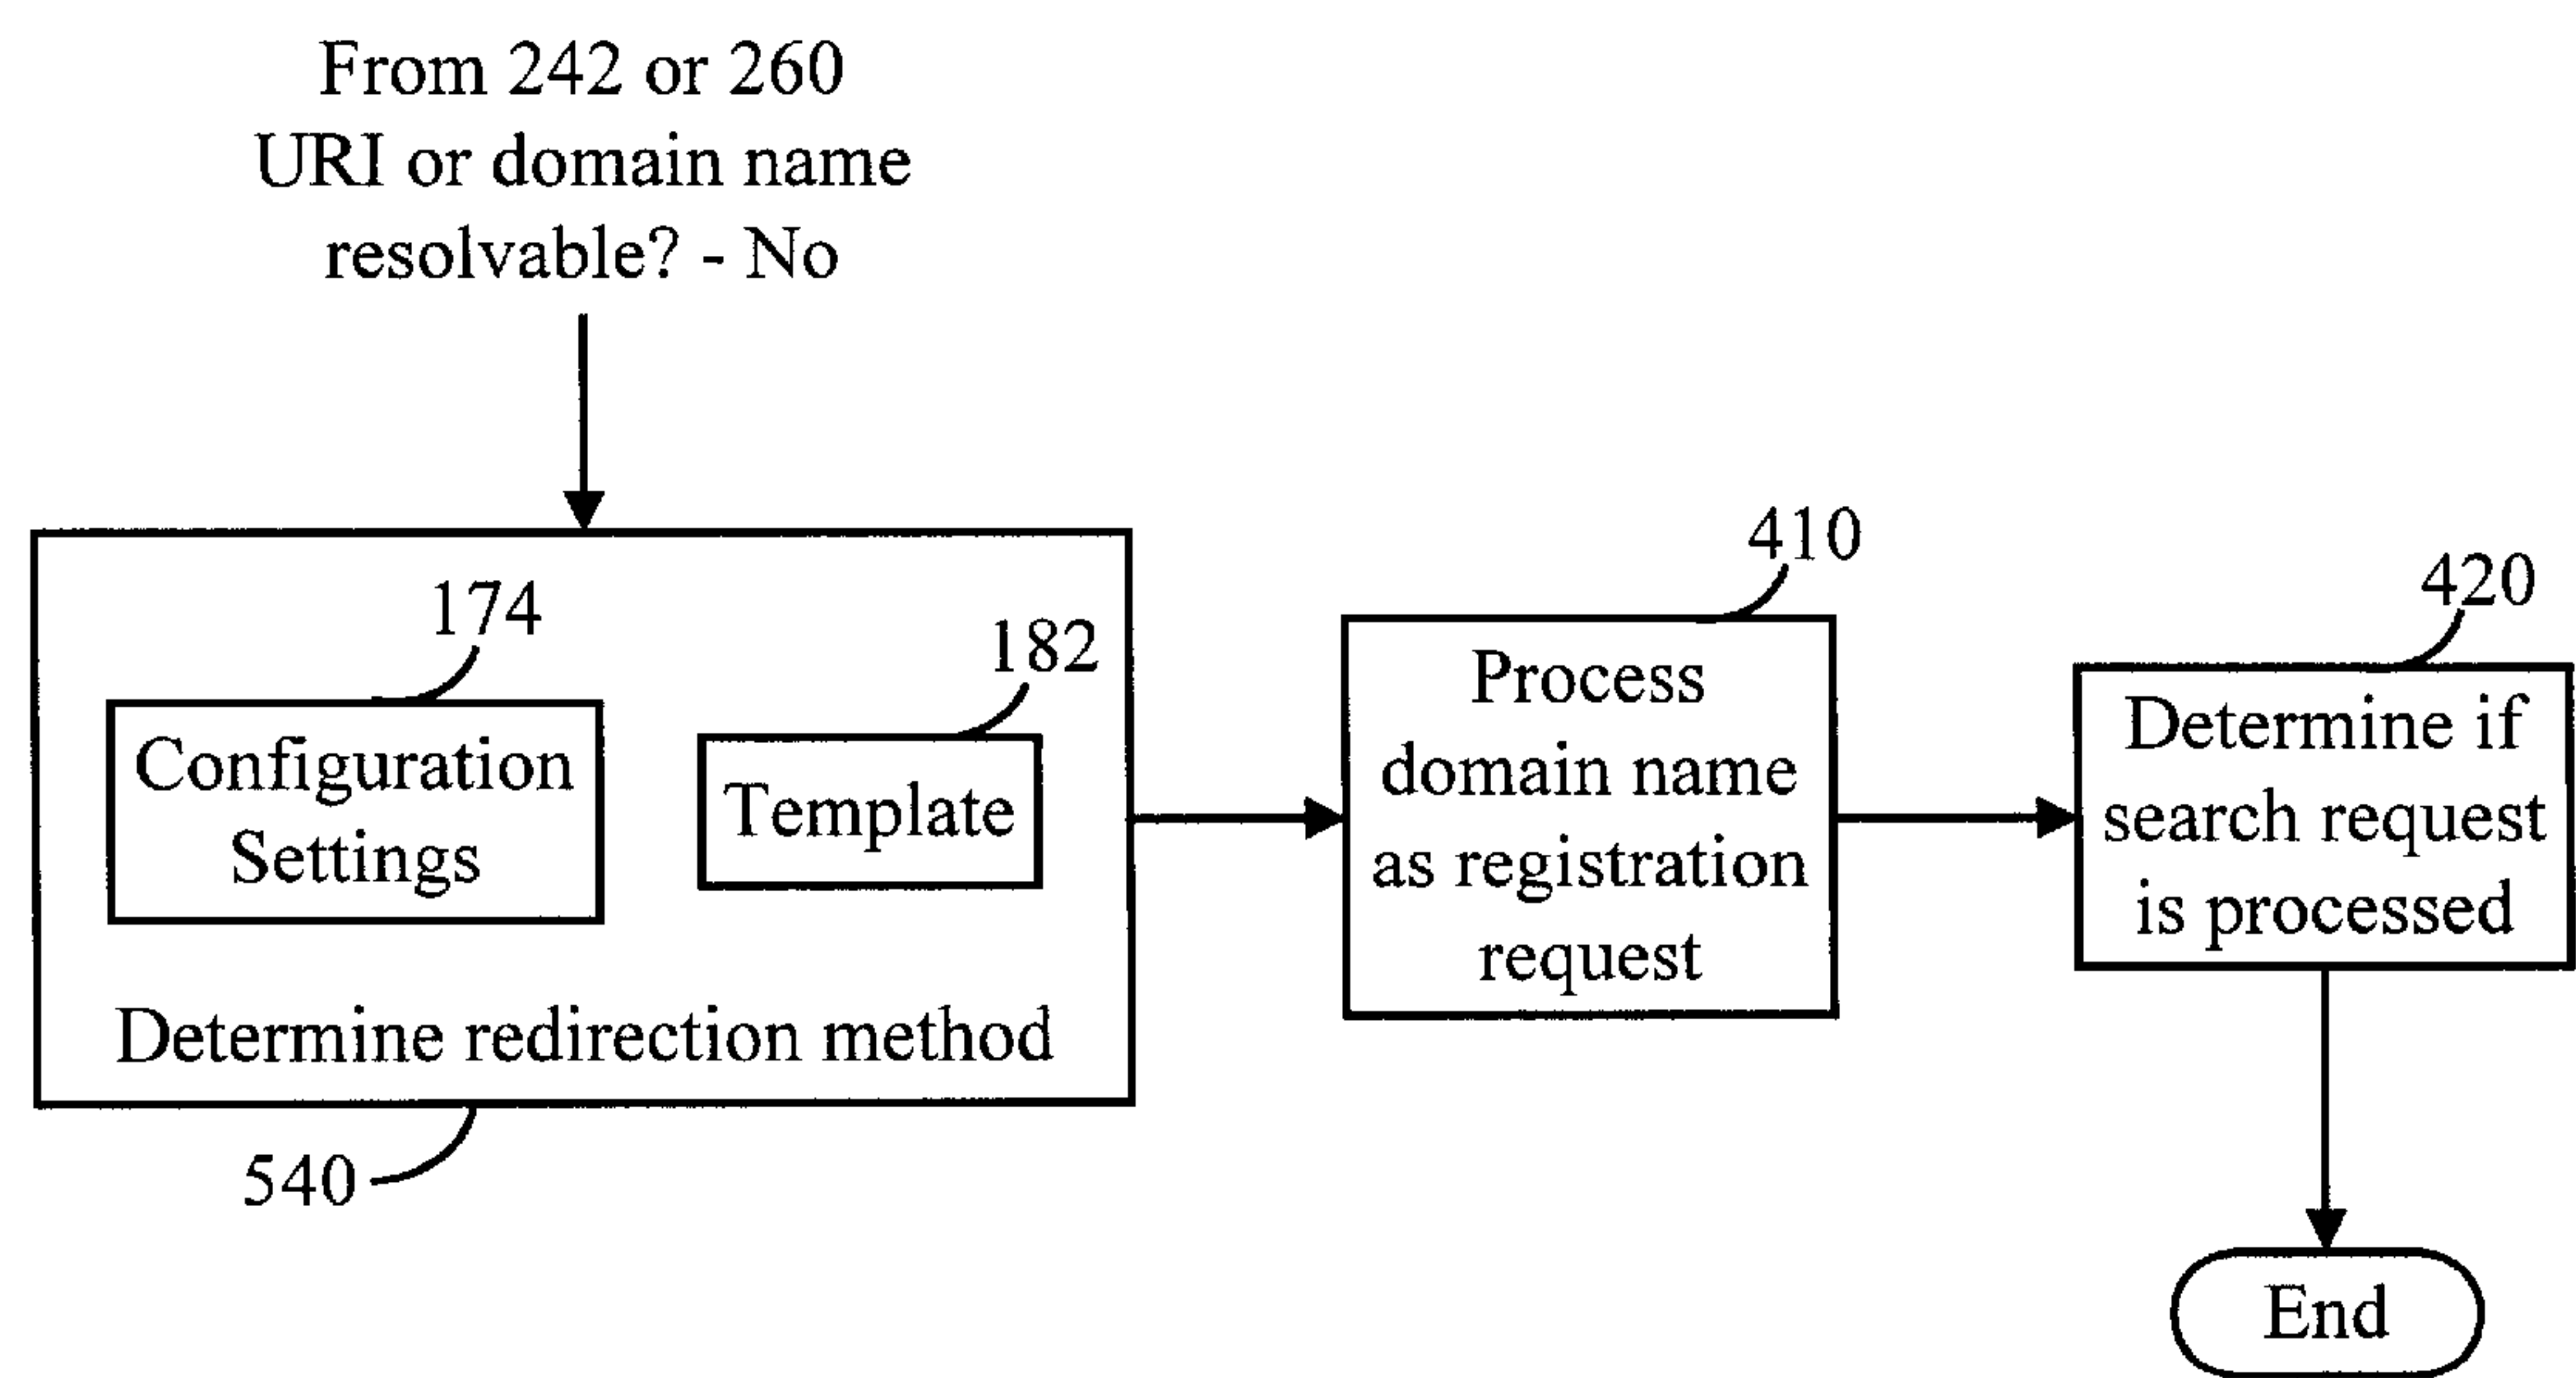 From 242 or 260
URI or domain name
resolvable? - No
174
Configuration
Settings
182
Template
Determine redirection method
540
410
Process
domain name
as registration
request
420
Determine if
search request
is processed
End